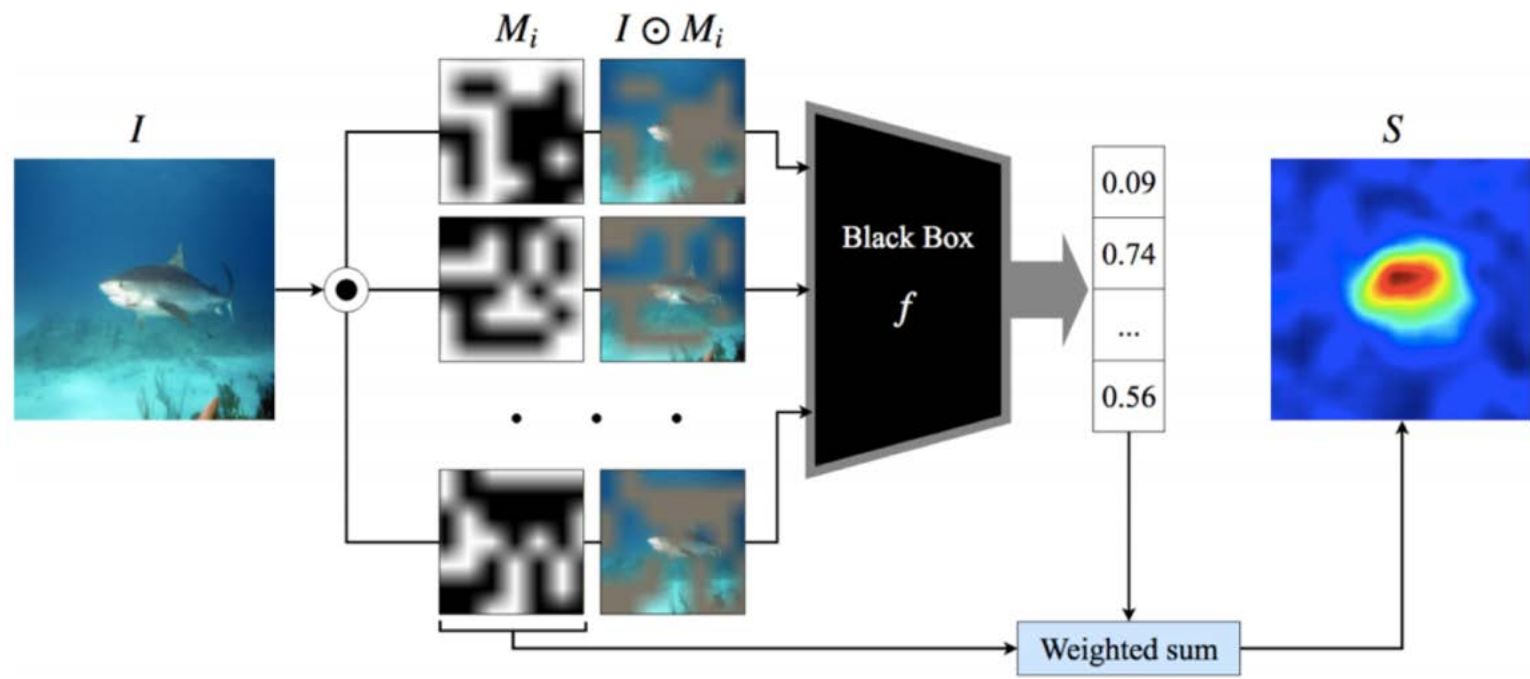 M_i
I ⊙ M_i
I
S
Black Box
f
0.09
0.74
...
0.56
Weighted sum